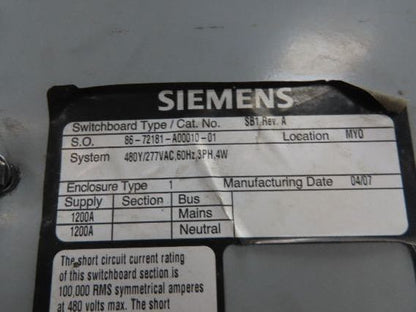 SIEMENS
Switchboard Type / Cat. No. SB1,Rev. A
S.O. 86-72181-A00010-01 Location MYO
System 480Y/277VAC,60Hz,3PH,4W
Enclosure Type 1 Manufacturing Date 04/07
Supply Section Bus
1200A Mains
1200A Neutral
The short circuit current rating
of this switchboard section is
100,000 RMS symmetrical amperes
at 480 volts max. The short